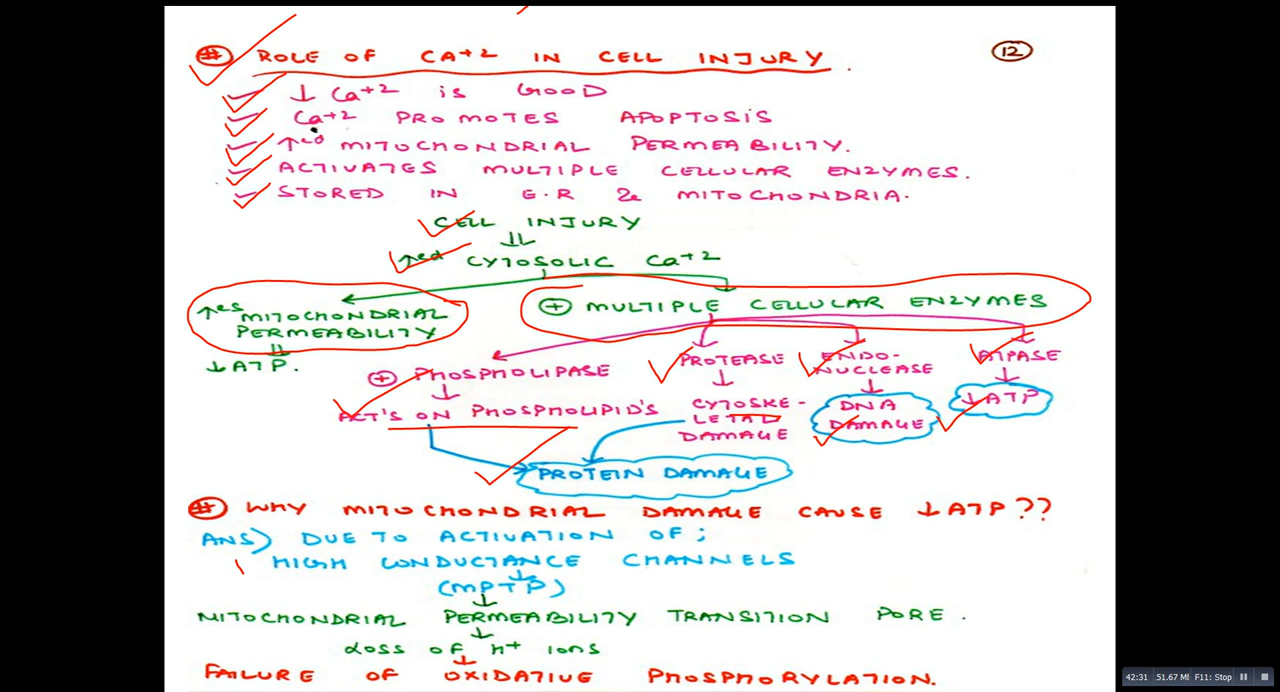 # ROLE OF CA+2 IN CELL INJURY.
12
↓ Ca+2 is GOOD
Ca+2 PROMOTES APOPTOSIS
↑ed MITOCHONDRIAL PERMEABILITY.
ACTIVATES MULTIPLE CELLULAR ENZYMES.
STORED IN E.R & MITOCHONDRIA.
CELL INJURY
↑ed CYTOSOLIC Ca+2
↑es MITOCHONDRIAL
PERMEABILITY
↓ATP.
+ MULTIPLE CELLULAR ENZYMES
+ PHOSPHOLIPASE
ACT'S ON PHOSPHOLIPID'S
PROTEASE
CYTOSKE-
LETAL
DAMAGE
ENDO-
NUCLEASE
DNA
DAMAGE
ATPASE
↓ATP
PROTEIN DAMAGE
# WHY MITOCHONDRIAL DAMAGE CAUSE ↓ATP??
ANS) DUE TO ACTIVATION OF;
HIGH CONDUCTANCE CHANNELS
(MPTP)
MITOCHONDRIAL PERMEABILITY TRANSITION PORE.
Loss OF H+ IONS
FAILURE OF OXIDATIVE PHOSPHORYLATION.
42:31 51.67 MI F11: Stop